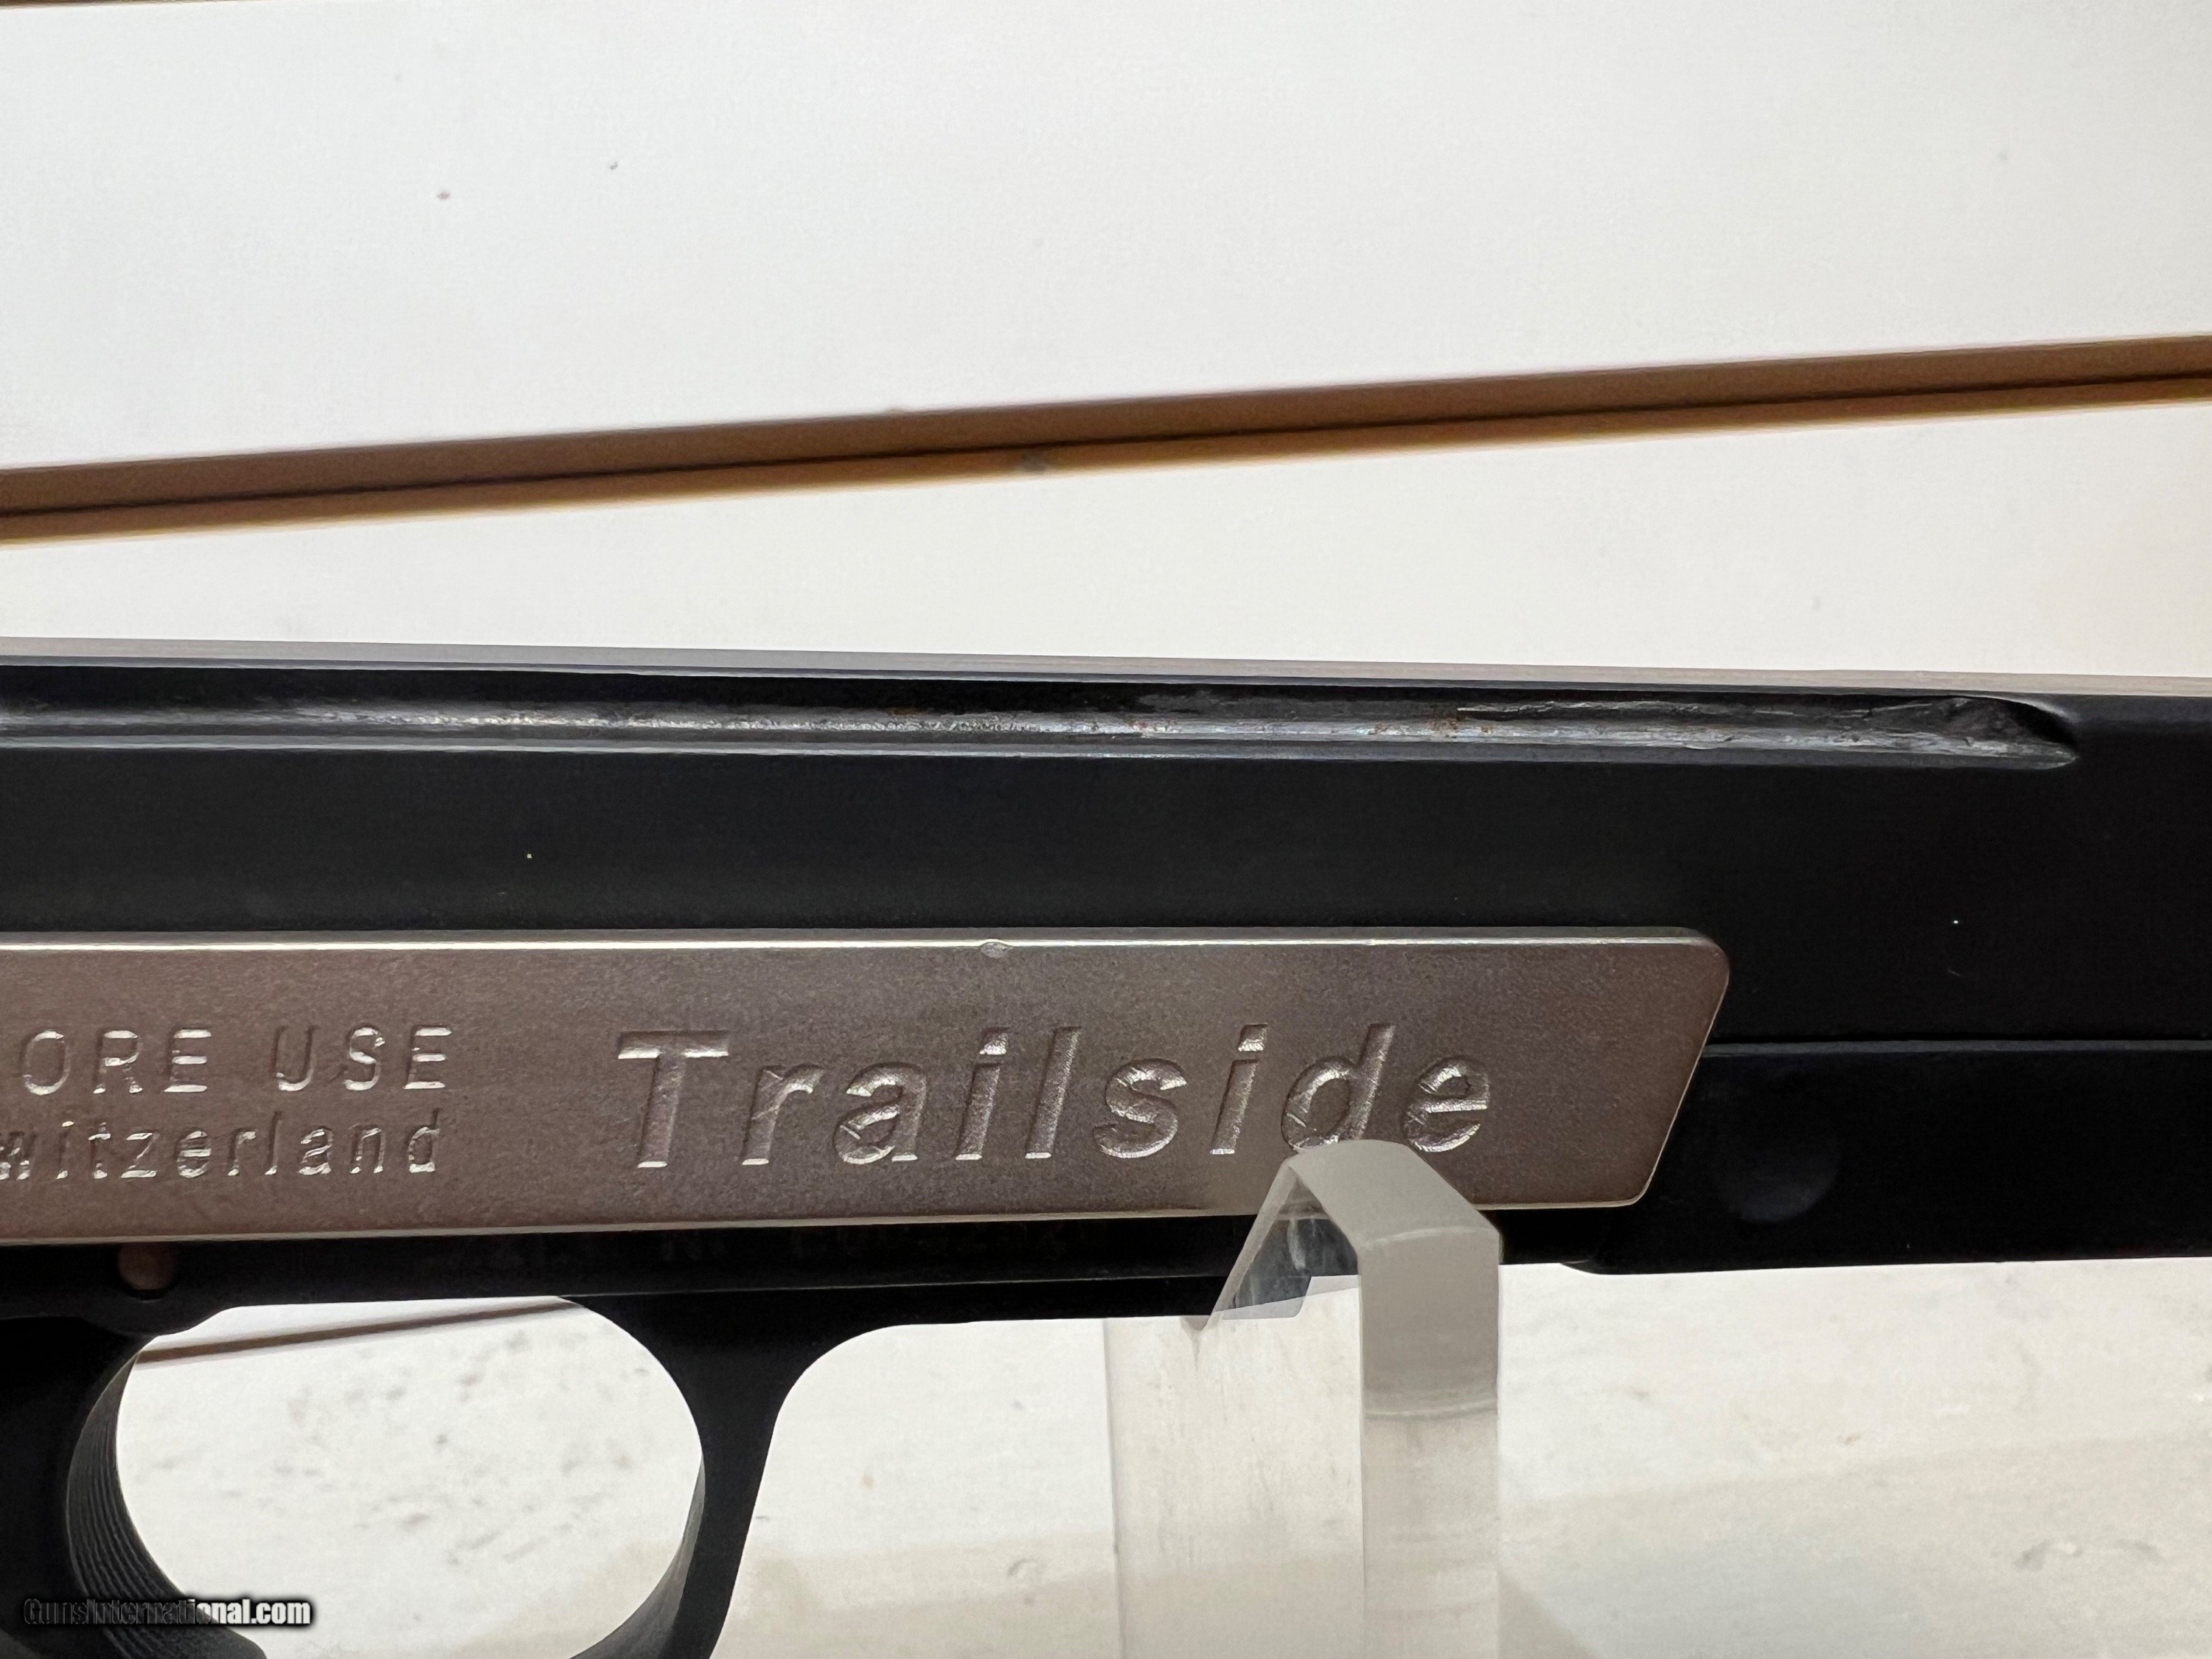 ORE USE
witzerland
Trailside
GunsInternational.com